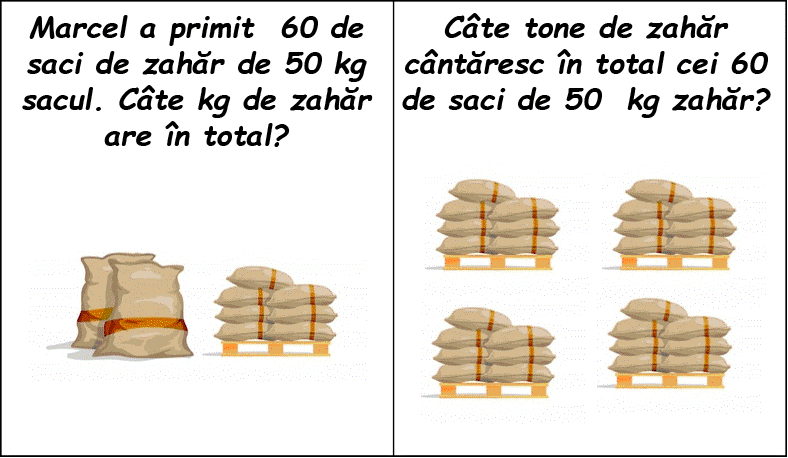 Marcel a primit 60 de
saci de zahăr de 50 kg
sacul. Câte kg de zahăr
are în total?
Câte tone de zahăr
cântăresc în total cei 60
de saci de 50 kg zahăr?